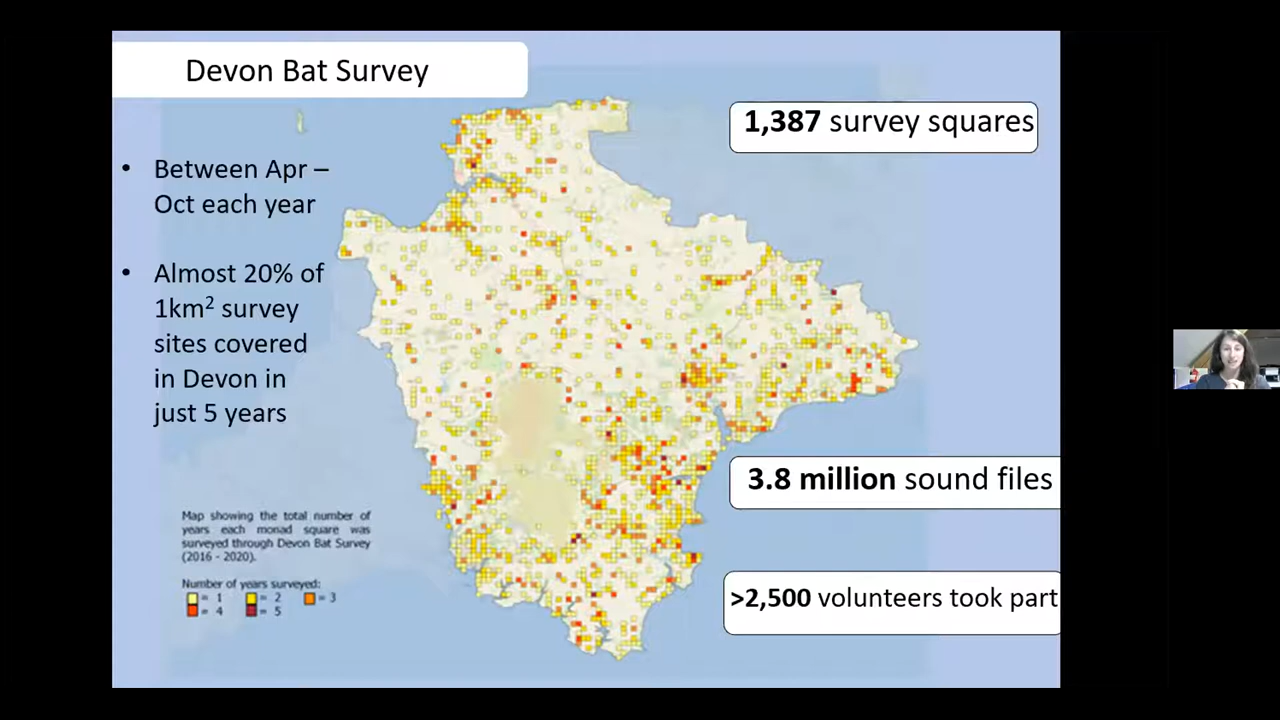 Devon Bat Survey
1,387 survey squares
• Between Apr –
Oct each year
• Almost 20% of
1km² survey
sites covered
in Devon in
just 5 years
3.8 million sound files
Map showing the total number of
years each monad square was
surveyed through Devon Bat Survey
(2016 - 2020).
Number of years surveyed:
= 1 = 2 = 3
= 4 = 5
>2,500 volunteers took part